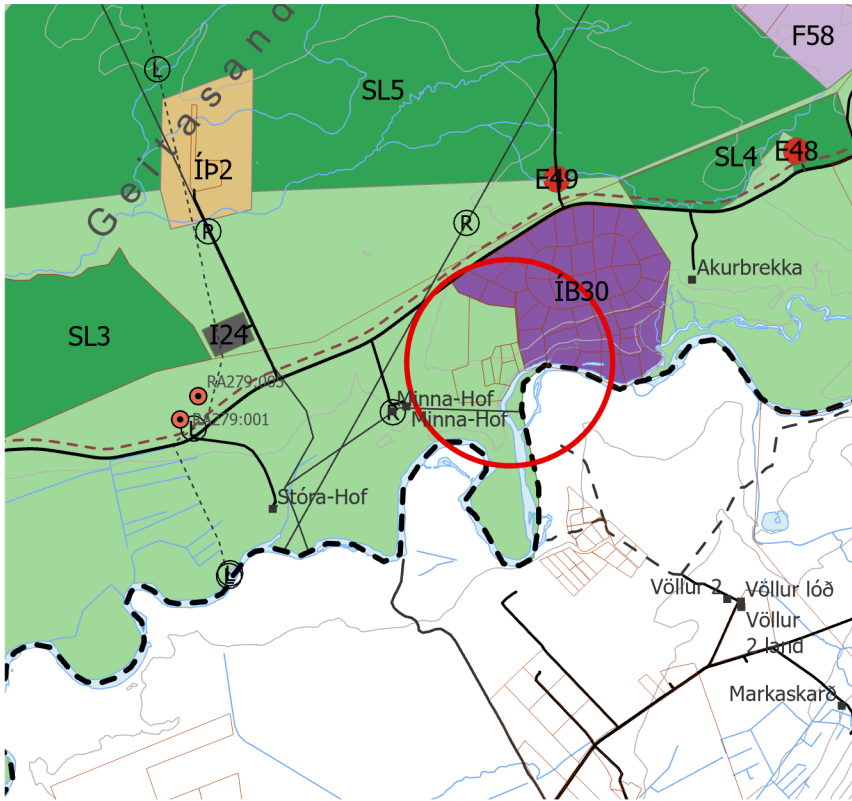 F58
L
Geitasand
SL5
ÍÞ2
E49
SL4
E48
R
R
Akurbrekka
ÍB30
SL3
I24
RA279:003
RA279:001
Minna-Hof
R
Minna-Hof
Stóra-Hof
L
Völlur 2
Völlur lóð
Völlur
2 land
Markaskarð